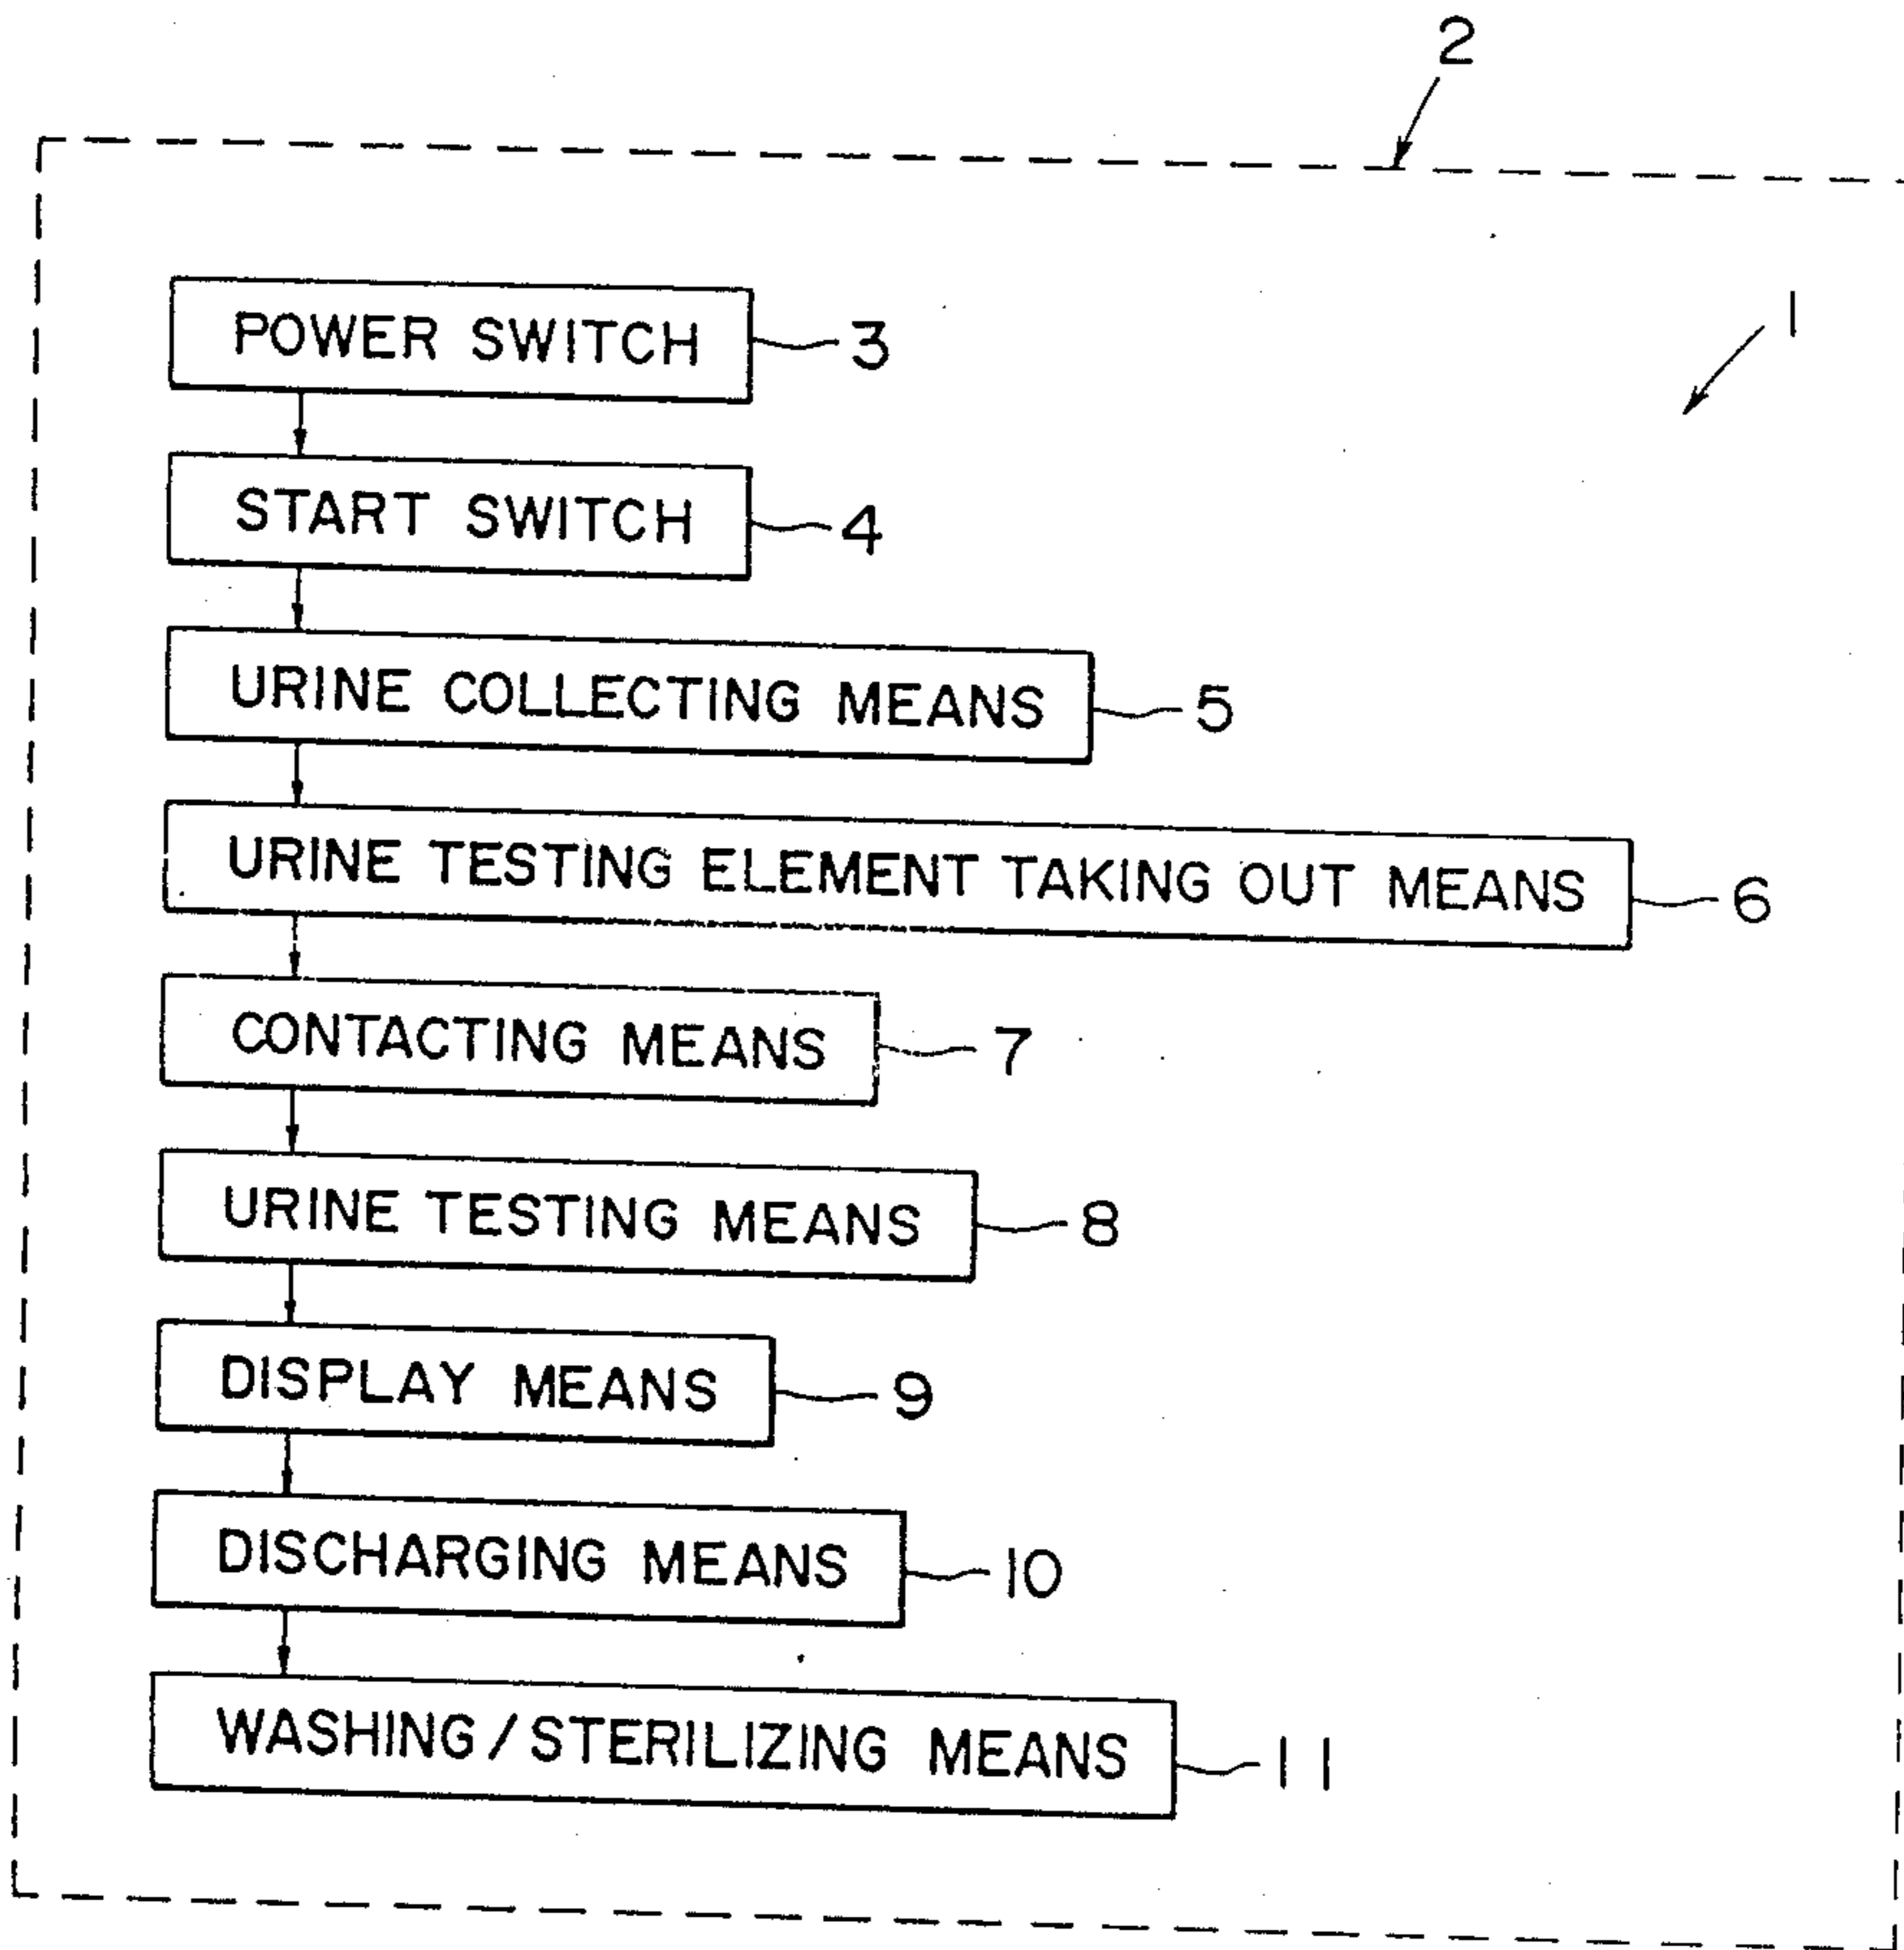 2
1
POWER SWITCH 3
START SWITCH 4
URINE COLLECTING MEANS 5
URINE TESTING ELEMENT TAKING OUT MEANS 6
CONTACTING MEANS 7
URINE TESTING MEANS 8
DISPLAY MEANS 9
DISCHARGING MEANS 10
WASHING/STERILIZING MEANS 11